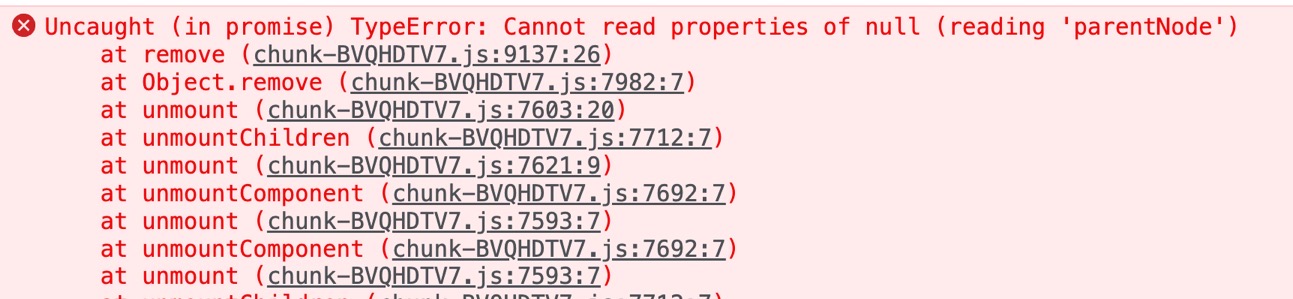 Uncaught (in promise) TypeError: Cannot read properties of null (reading 'parentNode')
at remove (chunk-BVQHDTV7.js:9137:26)
at Object.remove (chunk-BVQHDTV7.js:7982:7)
at unmount (chunk-BVQHDTV7.js:7603:20)
at unmountChildren (chunk-BVQHDTV7.js:7712:7)
at unmount (chunk-BVQHDTV7.js:7621:9)
at unmountComponent (chunk-BVQHDTV7.js:7692:7)
at unmount (chunk-BVQHDTV7.js:7593:7)
at unmountComponent (chunk-BVQHDTV7.js:7692:7)
at unmount (chunk-BVQHDTV7.js:7593:7)